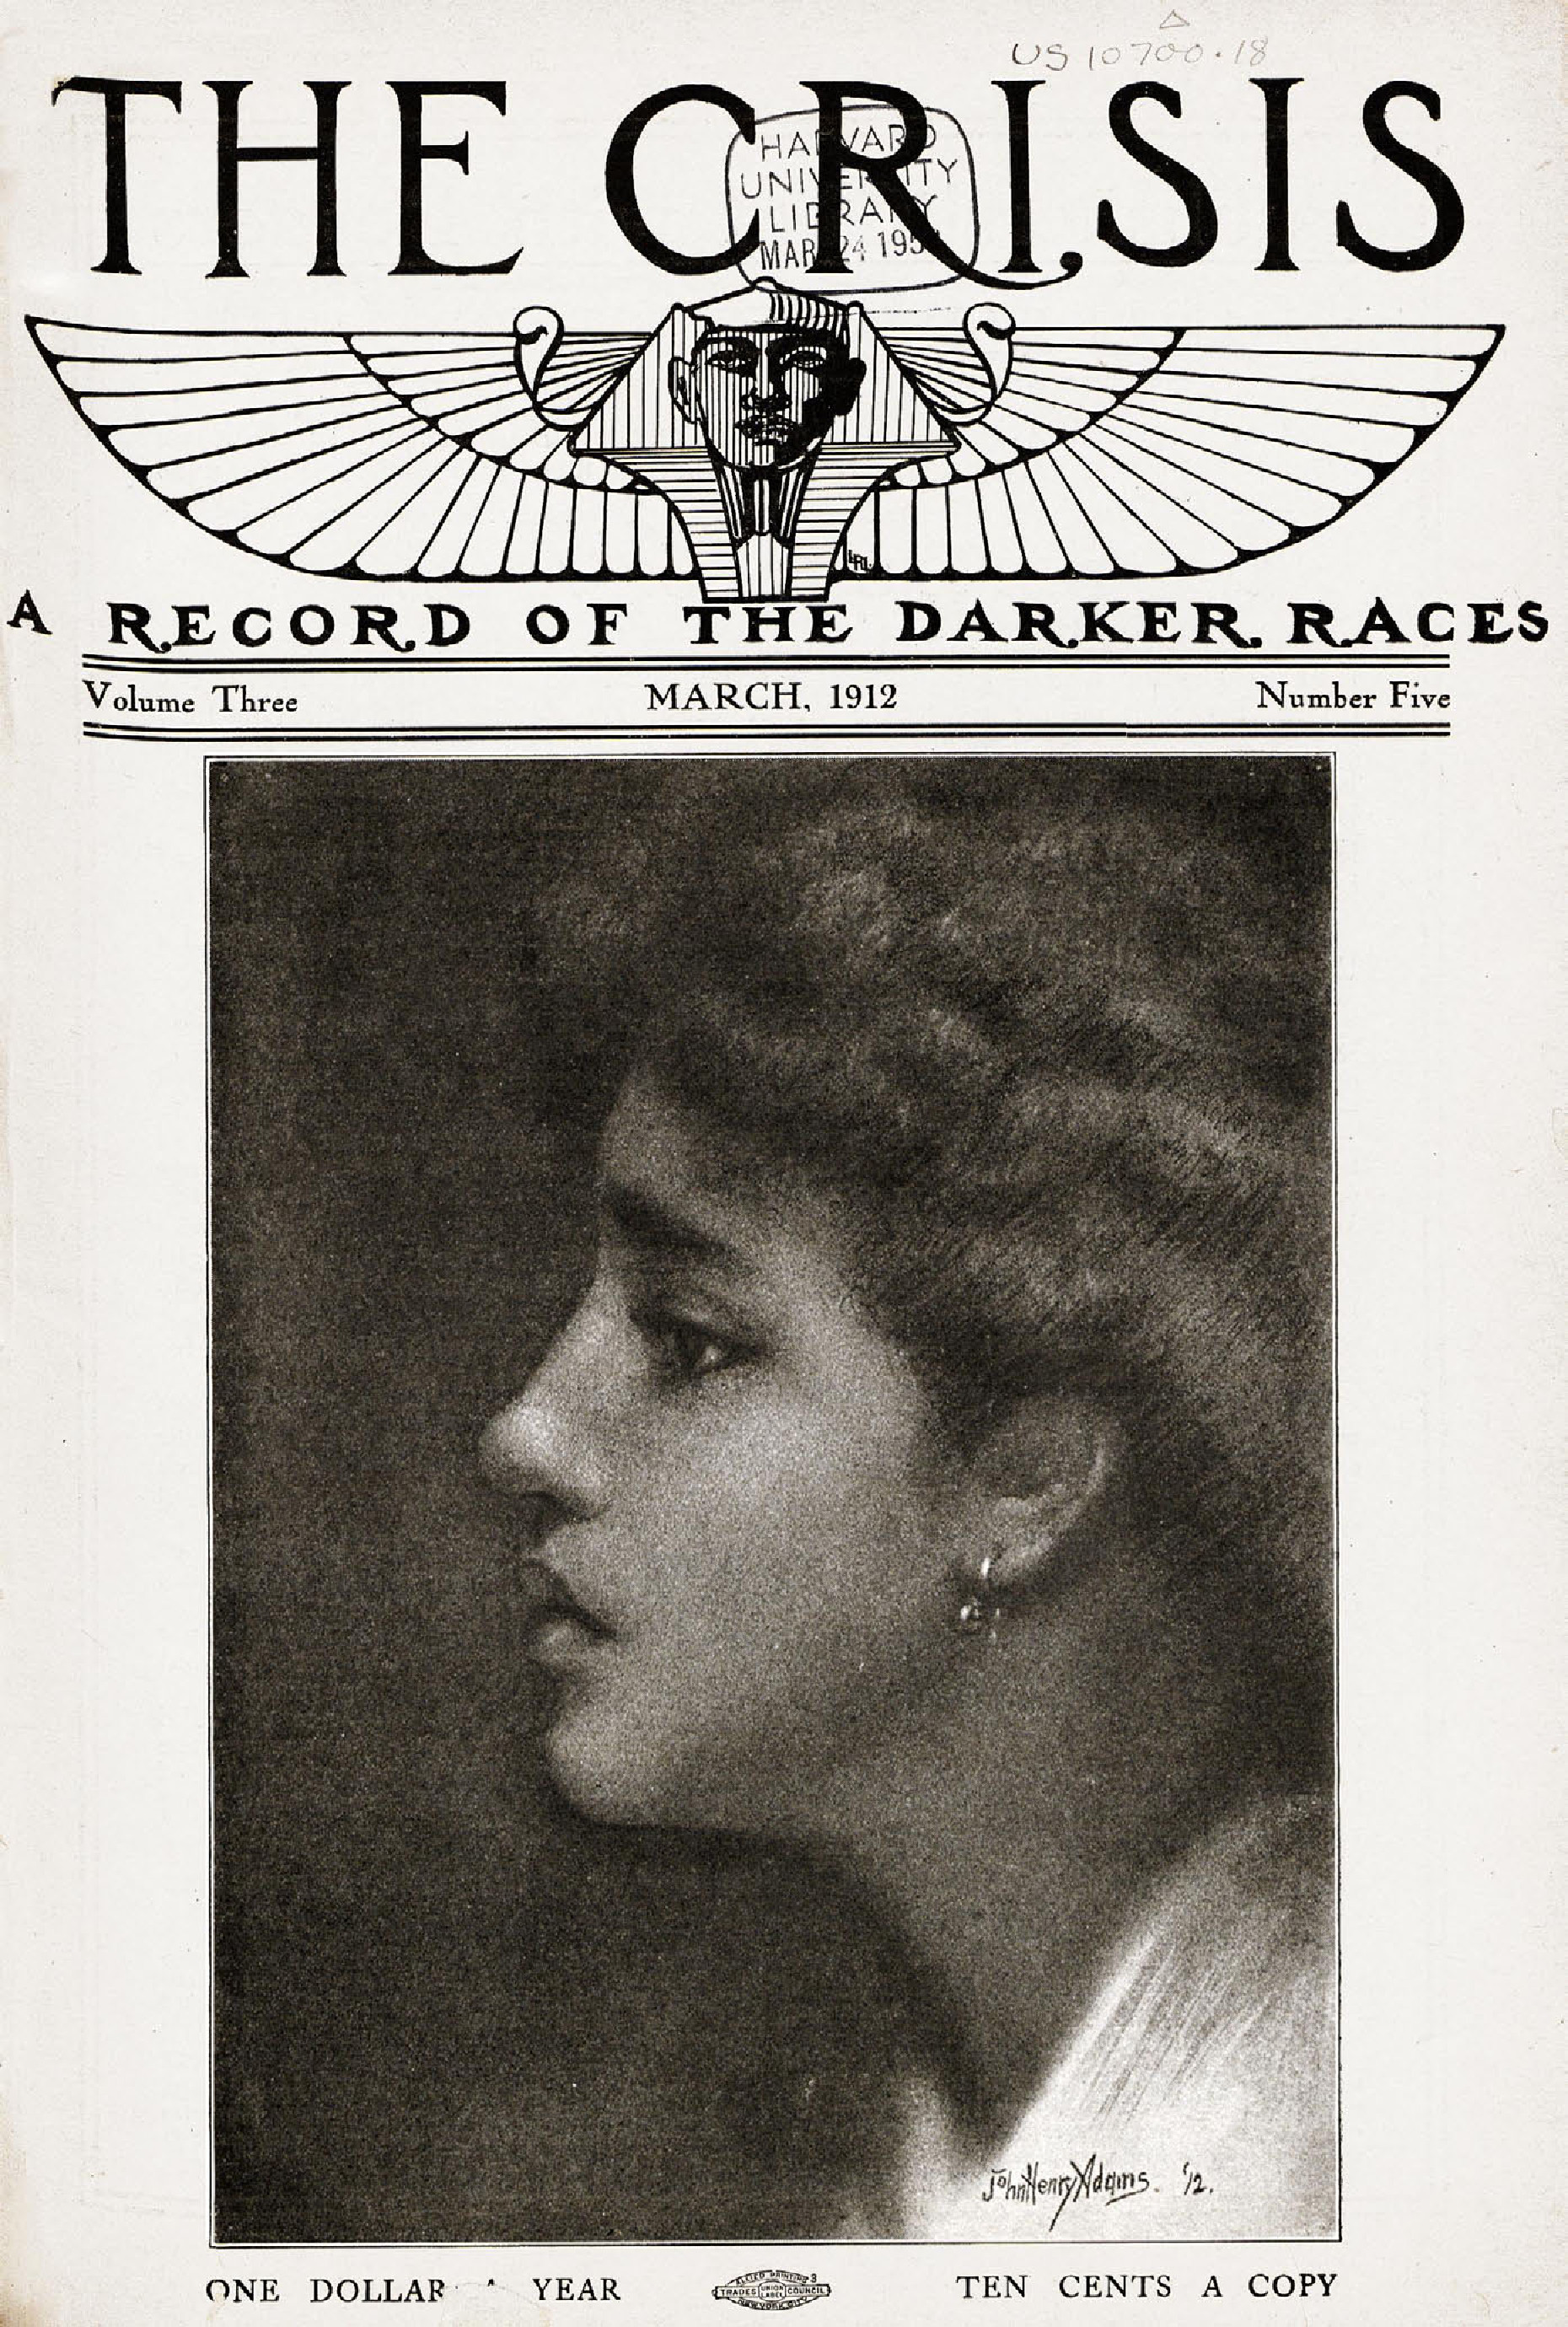 US 10700.18
THE CRISIS
HARVARD
UNIVERSITY
LIBRARY
MAR 24 195
A RECORD OF THE DARKER RACES
Volume Three MARCH, 1912 Number Five
John Henry Adams. '12.
ONE DOLLAR A YEAR
ALLIED PRINTING
TRADES UNION LABEL COUNCIL
NEW YORK CITY
3
TEN CENTS A COPY